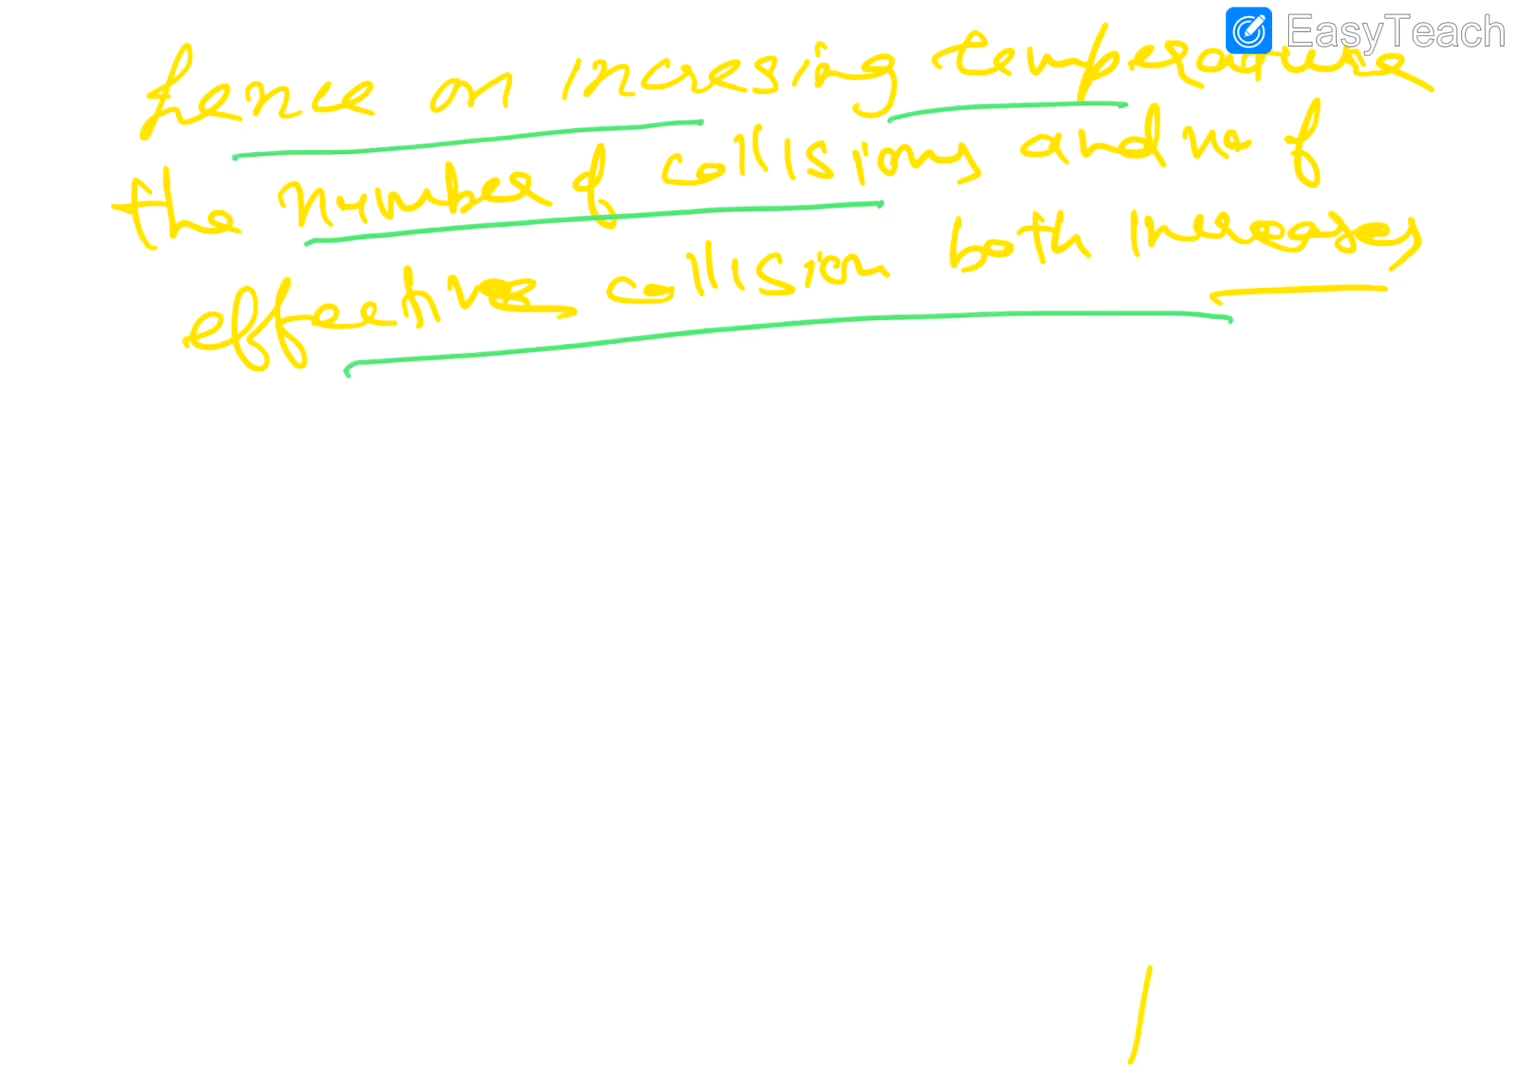 EasyTeach
hence on incresing temperature
the number of collisions and no of
effective collision both increases